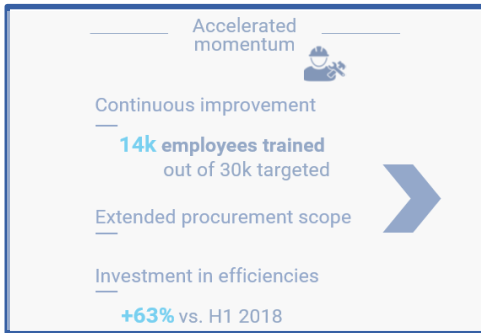 Accelerated
momentum
Continuous improvement
14k employees trained
out of 30k targeted
Extended procurement scope
Investment in efficiencies
+63% vs. H1 2018